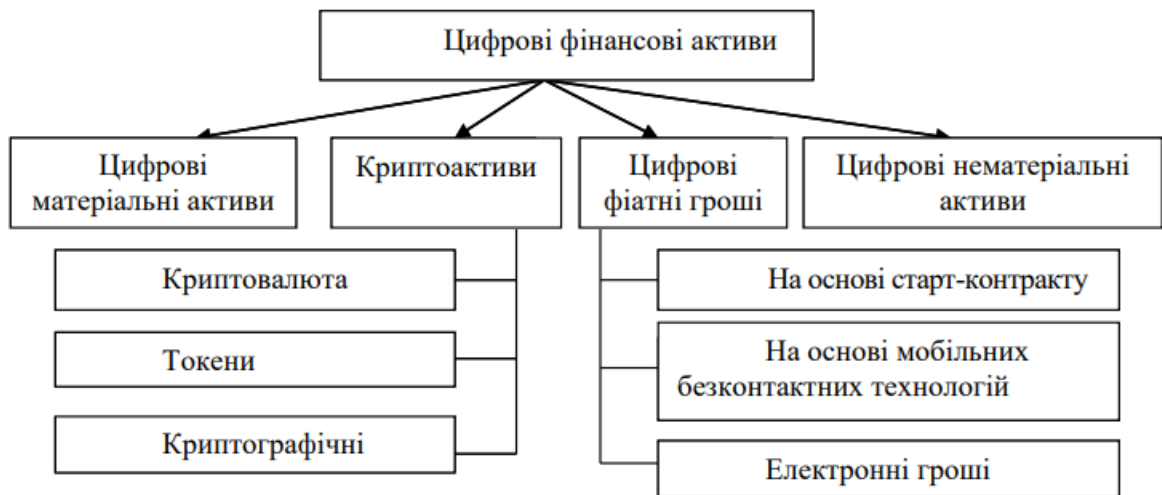 Цифрові фінансові активи
Цифрові
матеріальні активи
Криптоактиви
Цифрові
фіатні гроші
Цифрові нематеріальні
активи
Криптовалюта
Токени
Криптографічні
На основі старт-контракту
На основі мобільних
безконтактних технологій
Електронні гроші